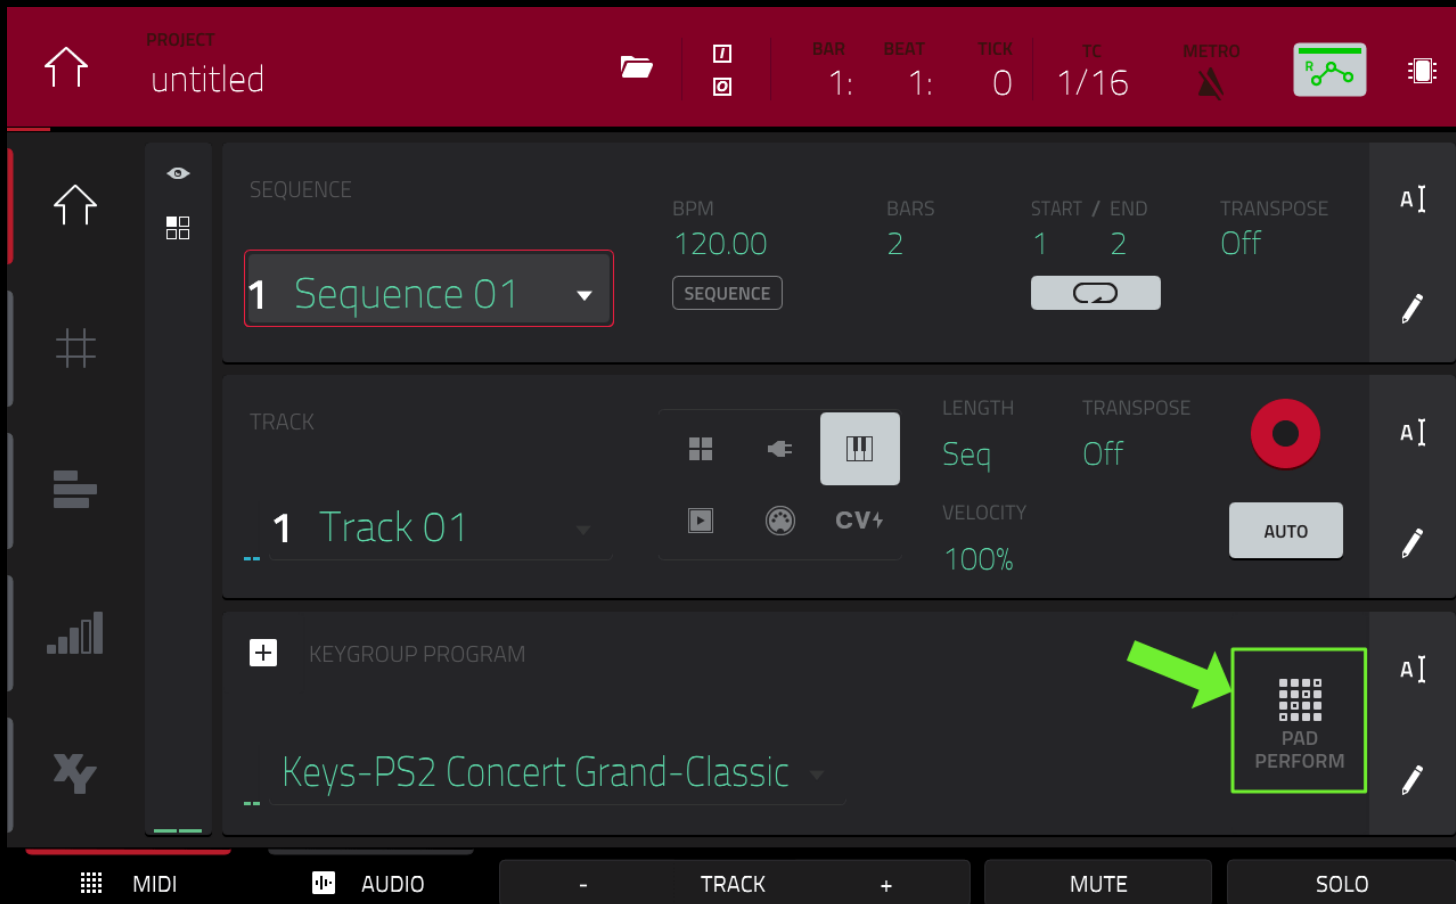 PROJECT
untitled
I
O
BAR BEAT TICK TC METRO
1: 1: 0 1/16
R
SEQUENCE
1 Sequence 01
BPM BARS START / END TRANSPOSE
120.00 2 1 2 Off
SEQUENCE
A
TRACK
1 Track 01
LENGTH TRANSPOSE
Seq Off
CV
VELOCITY
100%
AUTO
A
KEYGROUP PROGRAM
Keys-PS2 Concert Grand-Classic
PAD
PERFORM
A
XY
MIDI AUDIO - TRACK + MUTE SOLO